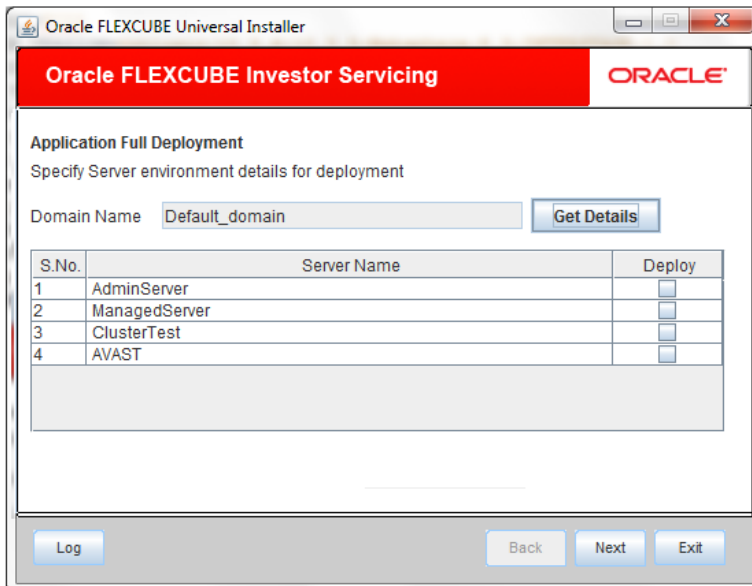 Oracle FLEXCUBE Universal Installer
Oracle FLEXCUBE Investor Servicing ORACLE
Application Full Deployment
Specify Server environment details for deployment
Domain Name Default_domain Get Details
S.No. Server Name Deploy
1 AdminServer
2 ManagedServer
3 ClusterTest
4 AVAST
Log Back Next Exit